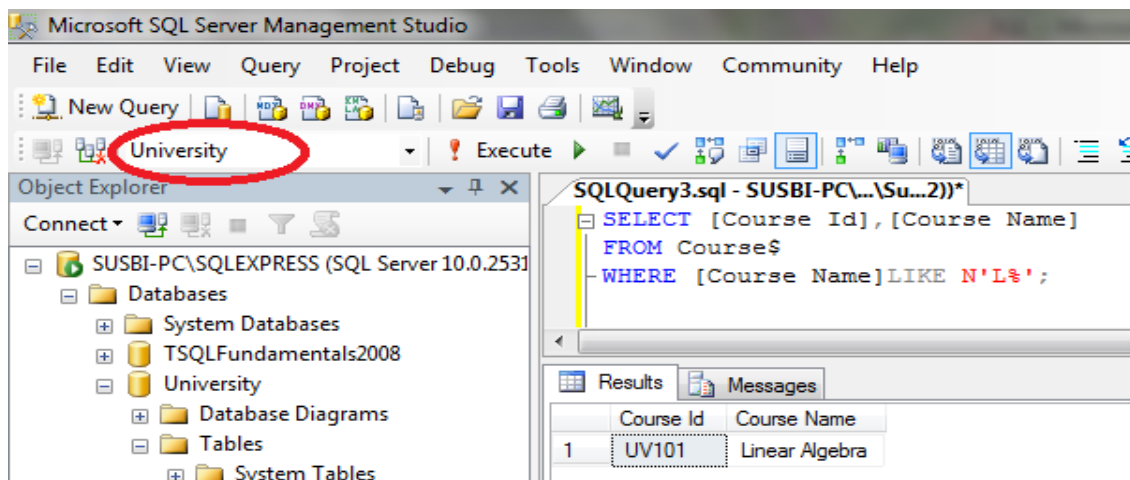 Microsoft SQL Server Management Studio
File Edit View Query Project Debug Tools Window Community Help
New Query
University Execute
Object Explorer
Connect
SUSBI-PC\SQLEXPRESS (SQL Server 10.0.2531
Databases
System Databases
TSQLFundamentals2008
University
Database Diagrams
Tables
System Tables
SQLQuery3.sql - SUSBI-PC\...\Su...2))*
SELECT [Course Id],[Course Name]
FROM Course$
WHERE [Course Name]LIKE N'L%';
Results Messages
Course Id Course Name
1 UV101 Linear Algebra